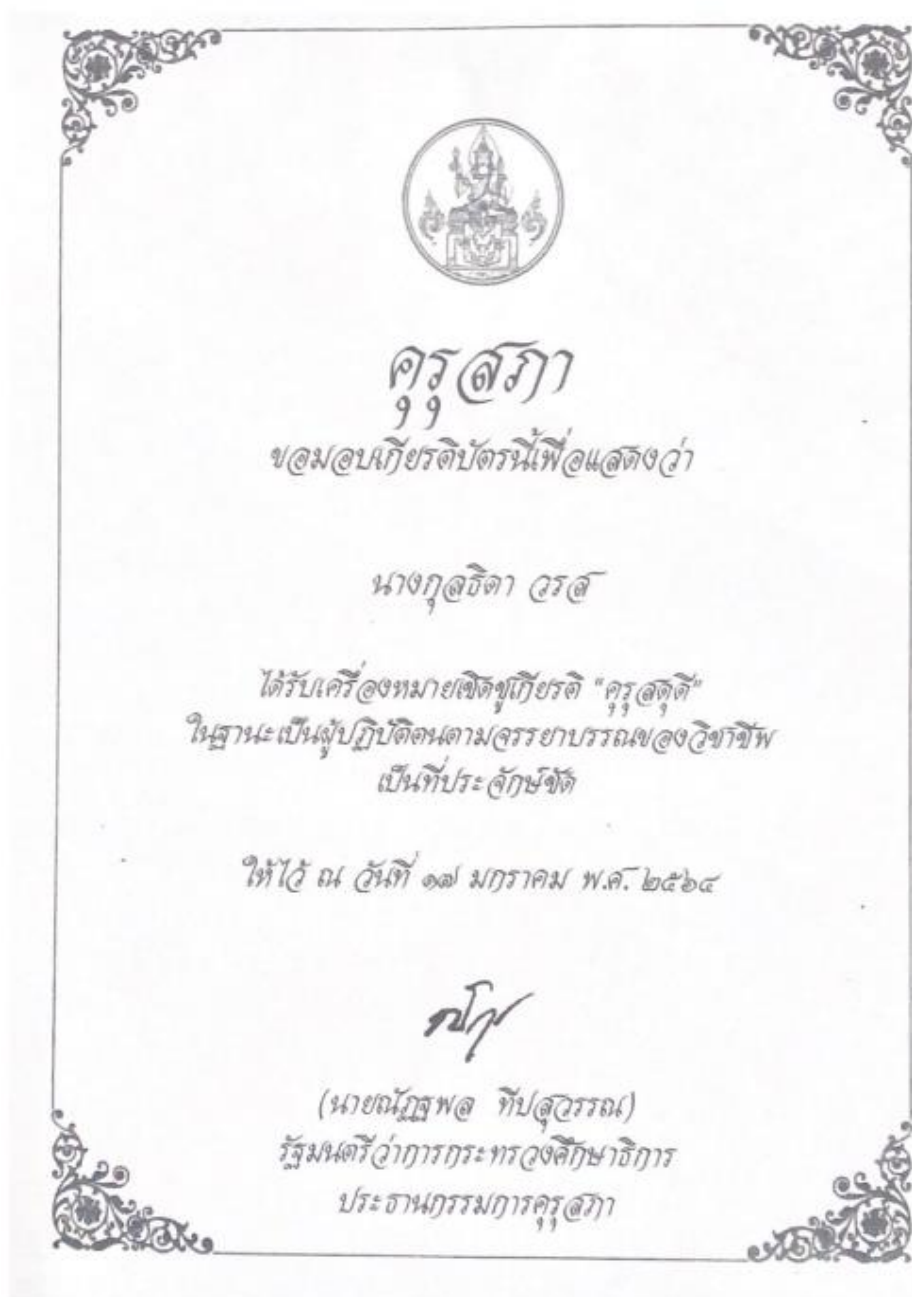 คุรุสภา
ขอมอบเกียรติบัตรนี้เพื่อแสดงว่า
นางกุลธิดา วรส
ได้รับเครื่องหมายเชิดชูเกียรติ "คุรุสดุดี"
ในฐานะเป็นผู้ปฏิบัติตนตามจรรยาบรรณของวิชาชีพ
เป็นที่ประจักษ์ชัด
ให้ไว้ ณ วันที่ ๑๗ มกราคม พ.ศ. ๒๕๖๔
(นายณัฏฐพล ทีปสุวรรณ)
รัฐมนตรีว่าการกระทรวงศึกษาธิการ
ประธานกรรมการคุรุสภา